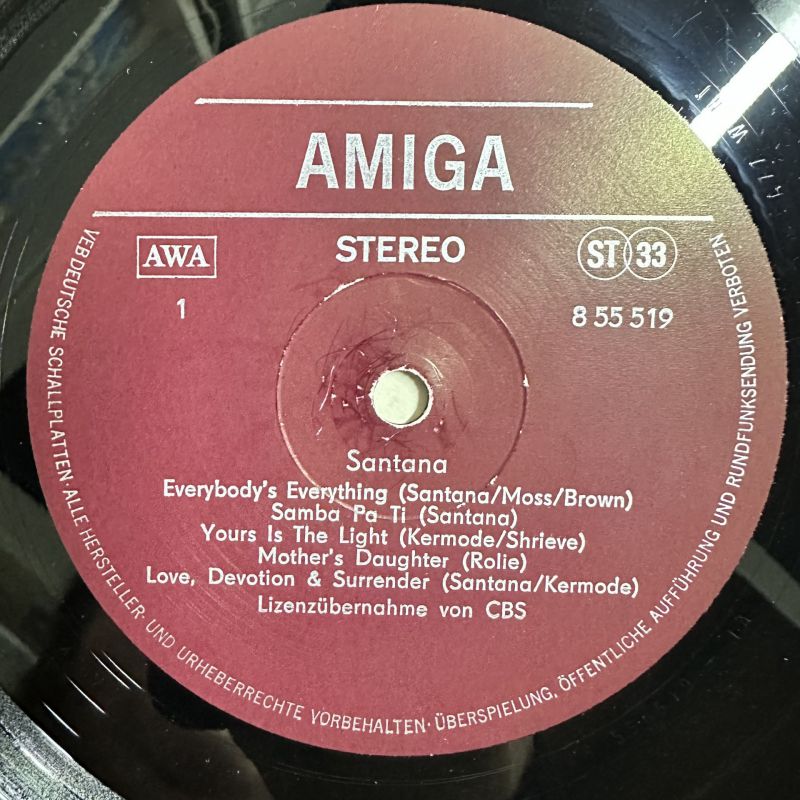 AMIGA
AWA
STEREO
ST 33
1
8 55 519
Santana
Everybody's Everything (Santana/Moss/Brown)
Samba Pa Ti (Santana)
Yours Is The Light (Kermode/Shrieve)
Mother's Daughter (Rolie)
Love, Devotion & Surrender (Santana/Kermode)
Lizenzübernahme von CBS
VEB DEUTSCHE SCHALLPLATTEN · ALLE HERSTELLER- UND URHEBERRECHTE VORBEHALTEN · ÜBERSPIELUNG, ÖFFENTLICHE AUFFÜHRUNG UND RUNDFUNKSENDUNG VERBOTEN